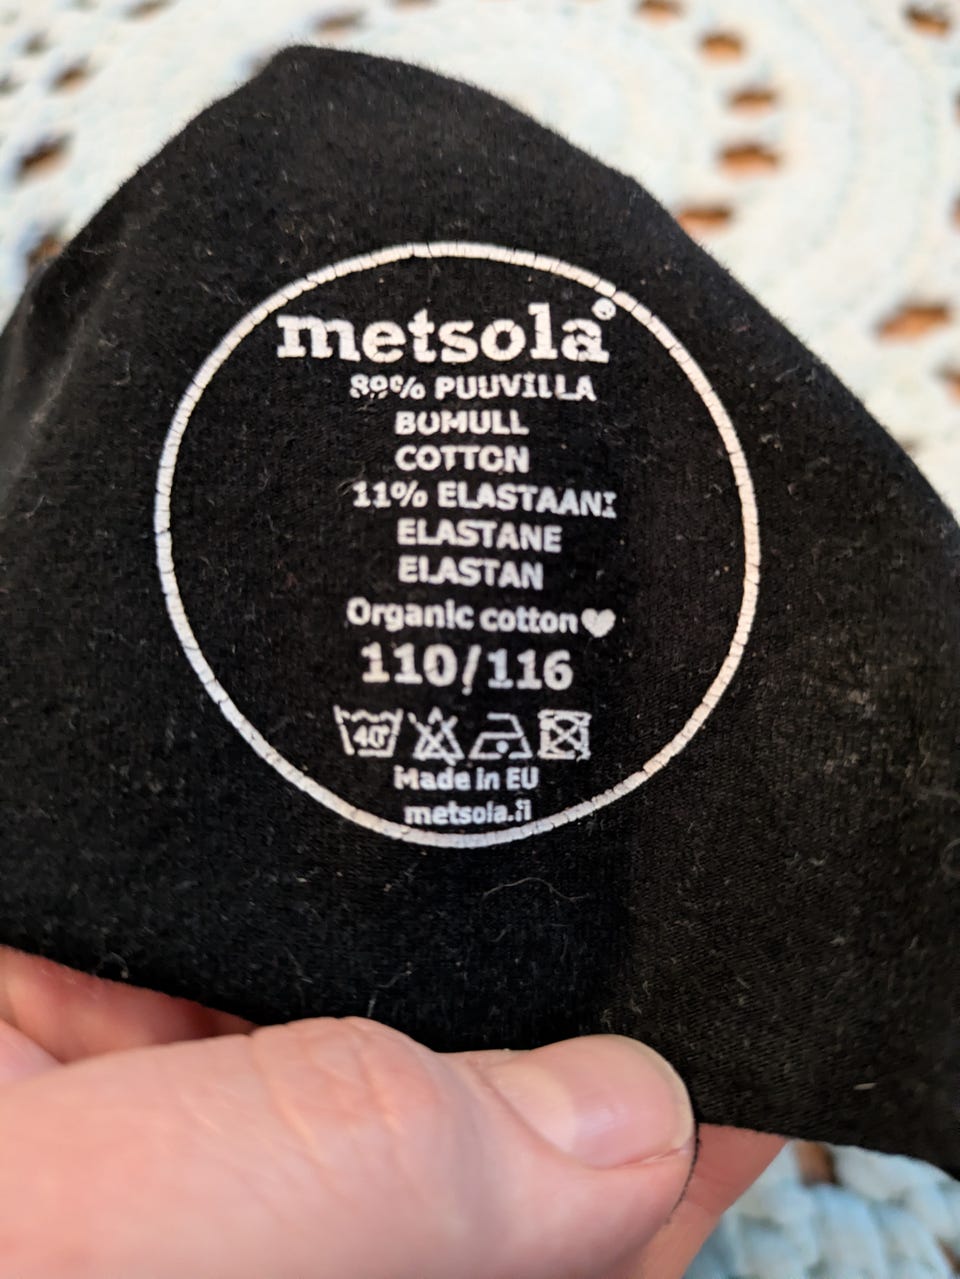 metsola®
89% PUUVILLA
BOMULL
COTTON
11% ELASTAANI
ELASTANE
ELASTAN
Organic cotton
110/116
40°
Made in EU
metsola.fi